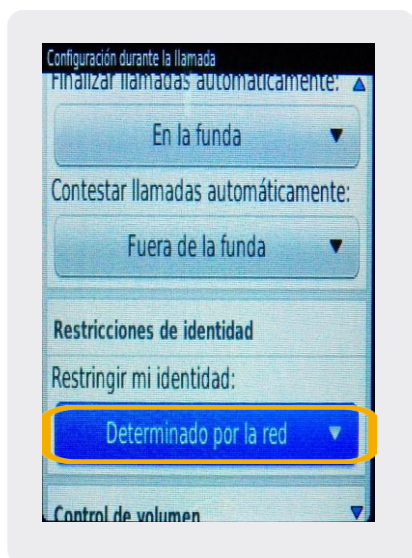 Configuración durante la llamada
Finalizar llamadas automáticamente:
En la funda
Contestar llamadas automáticamente:
Fuera de la funda
Restricciones de identidad
Restringir mi identidad:
Determinado por la red
Control de volumen